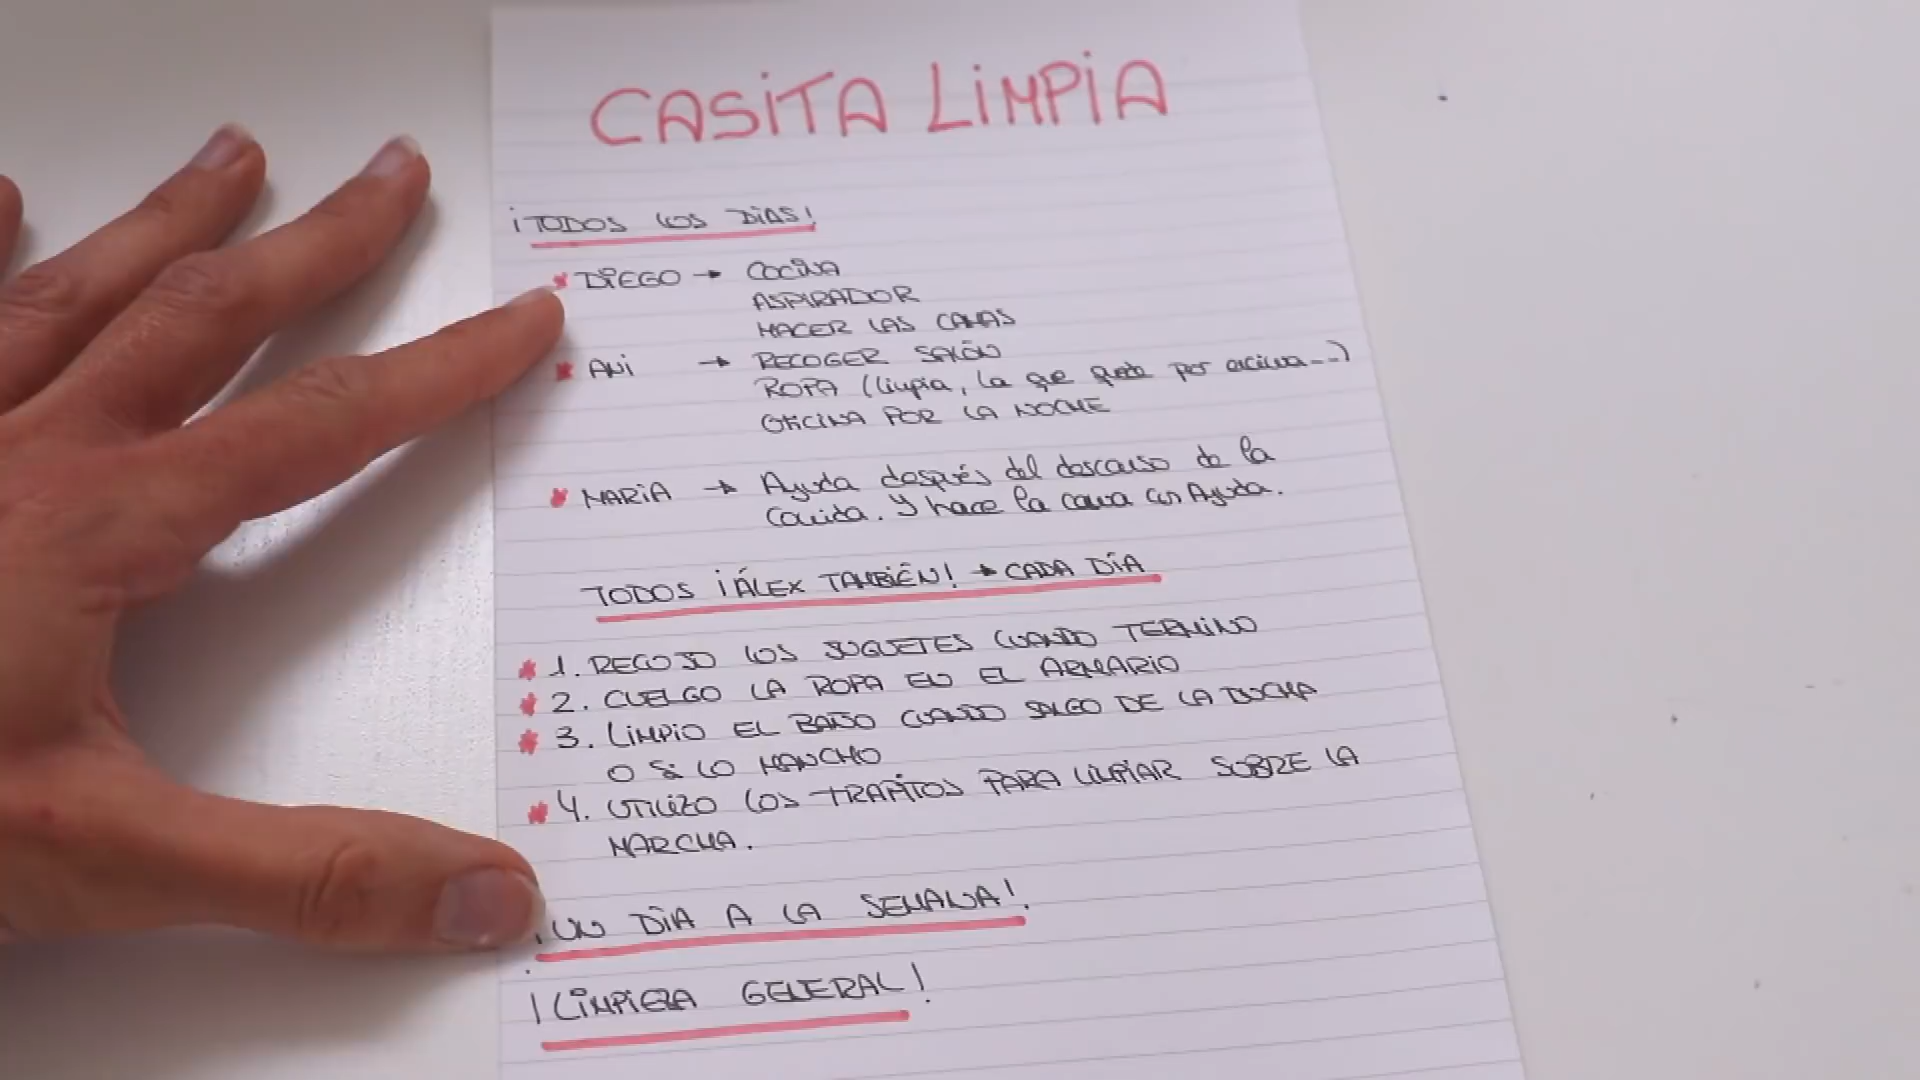 CASITA LIMPIA
¡TODOS LOS DÍAS!
* DIEGO → COCINA
ASPIRADOR
HACER LAS CAMAS
* ANI → RECOGER SALÓN
ROPA (limpia, la que queda por encima...)
OFICINA POR LA NOCHE
* MARIA → Ayuda después del descanso de la
comida. Y hace la cama con Ayuda.
TODOS ¡ÁLEX TAMBIÉN! → CADA DÍA
* 1. RECOJO LOS JUGUETES CUANDO TERMINO
* 2. CUELGO LA ROPA EN EL ARMARIO
* 3. LIMPIO EL BAÑO CUANDO SALGO DE LA DUCHA
O SI LO MANCHO
* 4. UTILIZO LOS TRAPITOS PARA LIMPIAR SOBRE LA
MARCHA.
¡UN DÍA A LA SEMANA!
¡LIMPIEZA GENERAL!